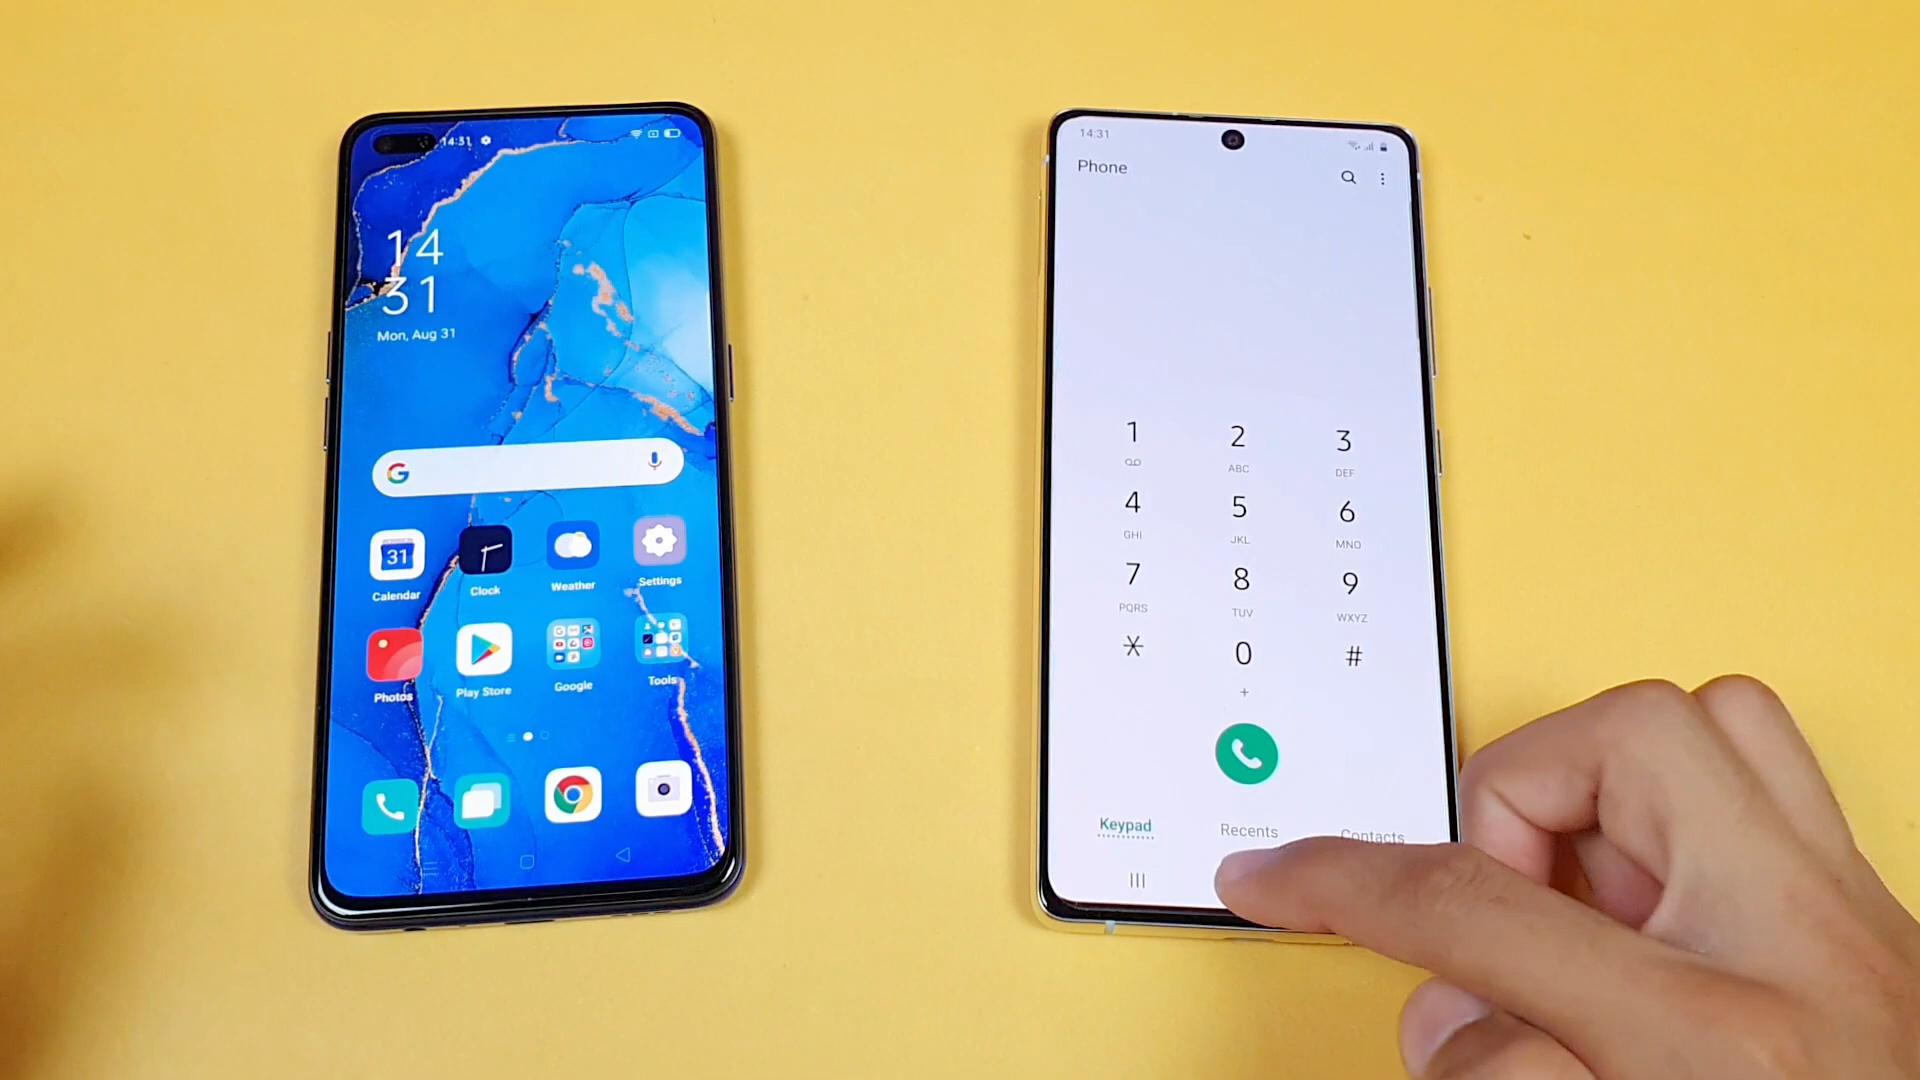 14:31
14
31
Mon, Aug 31
G
31
Calendar
Clock
Weather
Settings
Photos
Play Store
Google
Tools
14:31
Phone
1
2
ABC
3
DEF
4
GHI
5
JKL
6
MNO
7
PQRS
8
TUV
9
WXYZ
*
0
+
#
Keypad
Recents
Contacts